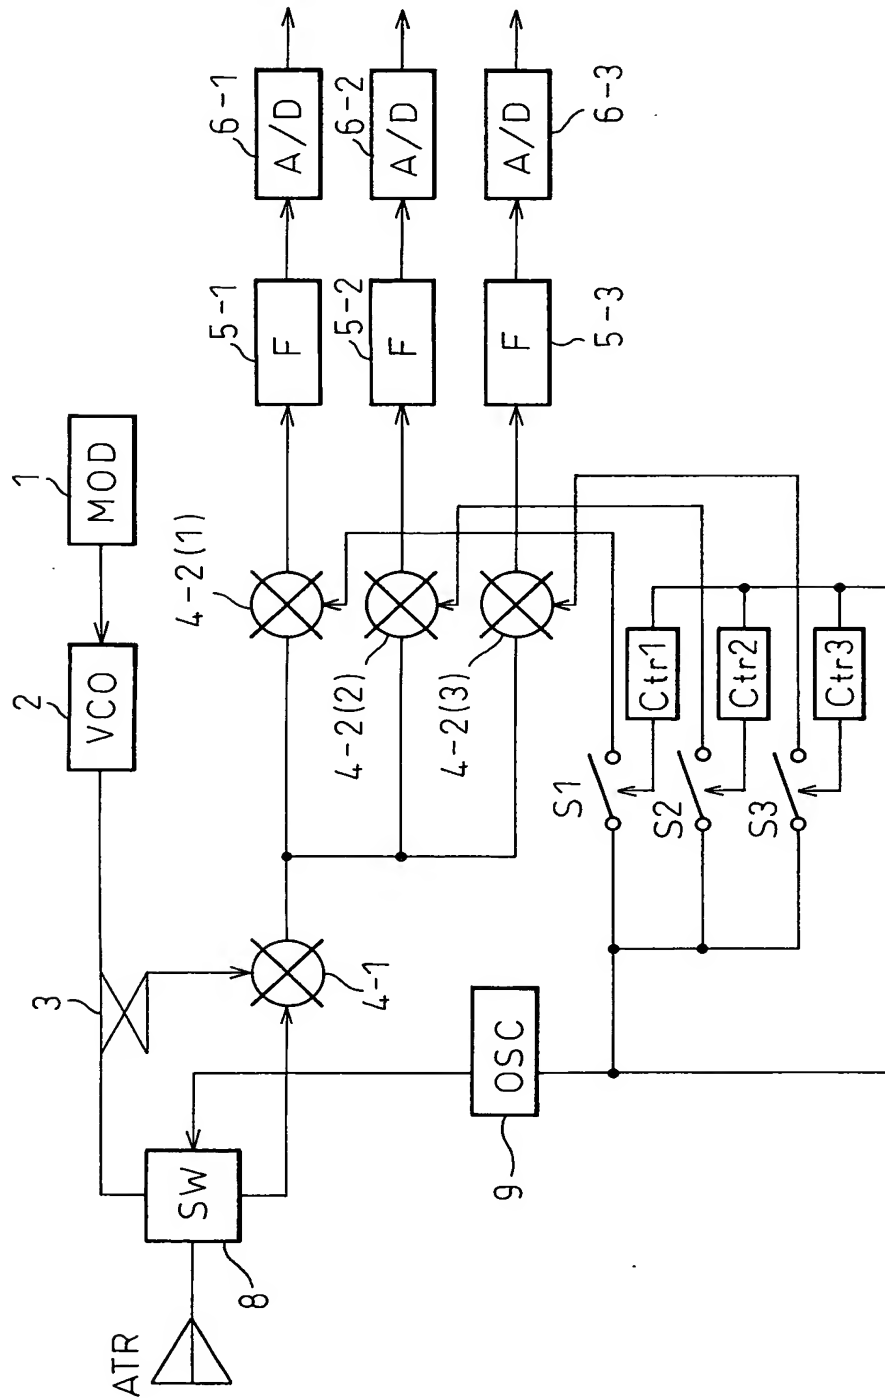 1
MOD
2
VCO
3
ATR
SW
8
4-1
4-2(1)
4-2(2)
4-2(3)
5-1
F
5-2
F
5-3
F
6-1
A/D
6-2
A/D
6-3
A/D
OSC
9
S1
S2
S3
Ctr1
Ctr2
Ctr3